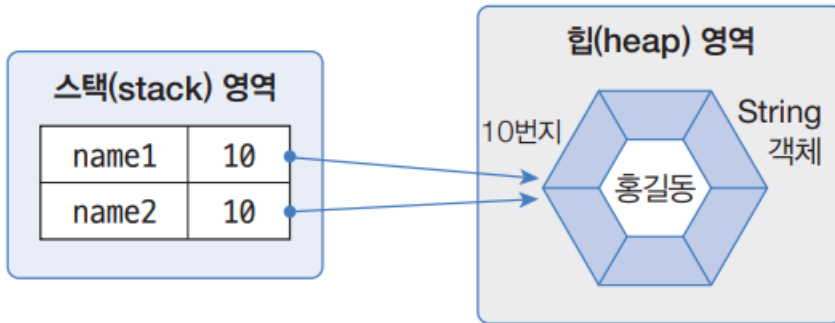 스택(stack) 영역
name1 10
name2 10
힙(heap) 영역
10번지
String
객체
홍길동